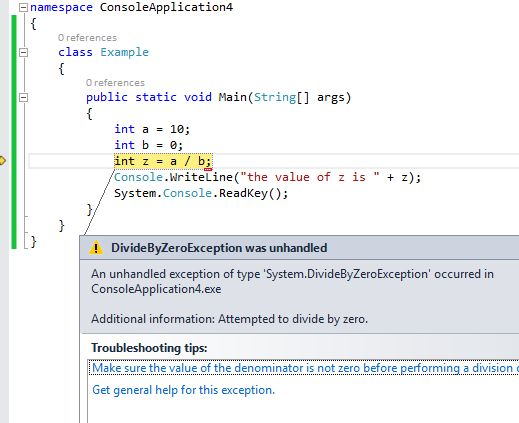 namespace ConsoleApplication4
{
0 references
class Example
{
0 references
public static void Main(String[] args)
{
int a = 10;
int b = 0;
int z = a / b;
Console.WriteLine("the value of z is " + z);
System.Console.ReadKey();
}
}
}
DivideByZeroException was unhandled
An unhandled exception of type 'System.DivideByZeroException' occurred in
ConsoleApplication4.exe
Additional information: Attempted to divide by zero.
Troubleshooting tips:
Make sure the value of the denominator is not zero before performing a division
Get general help for this exception.